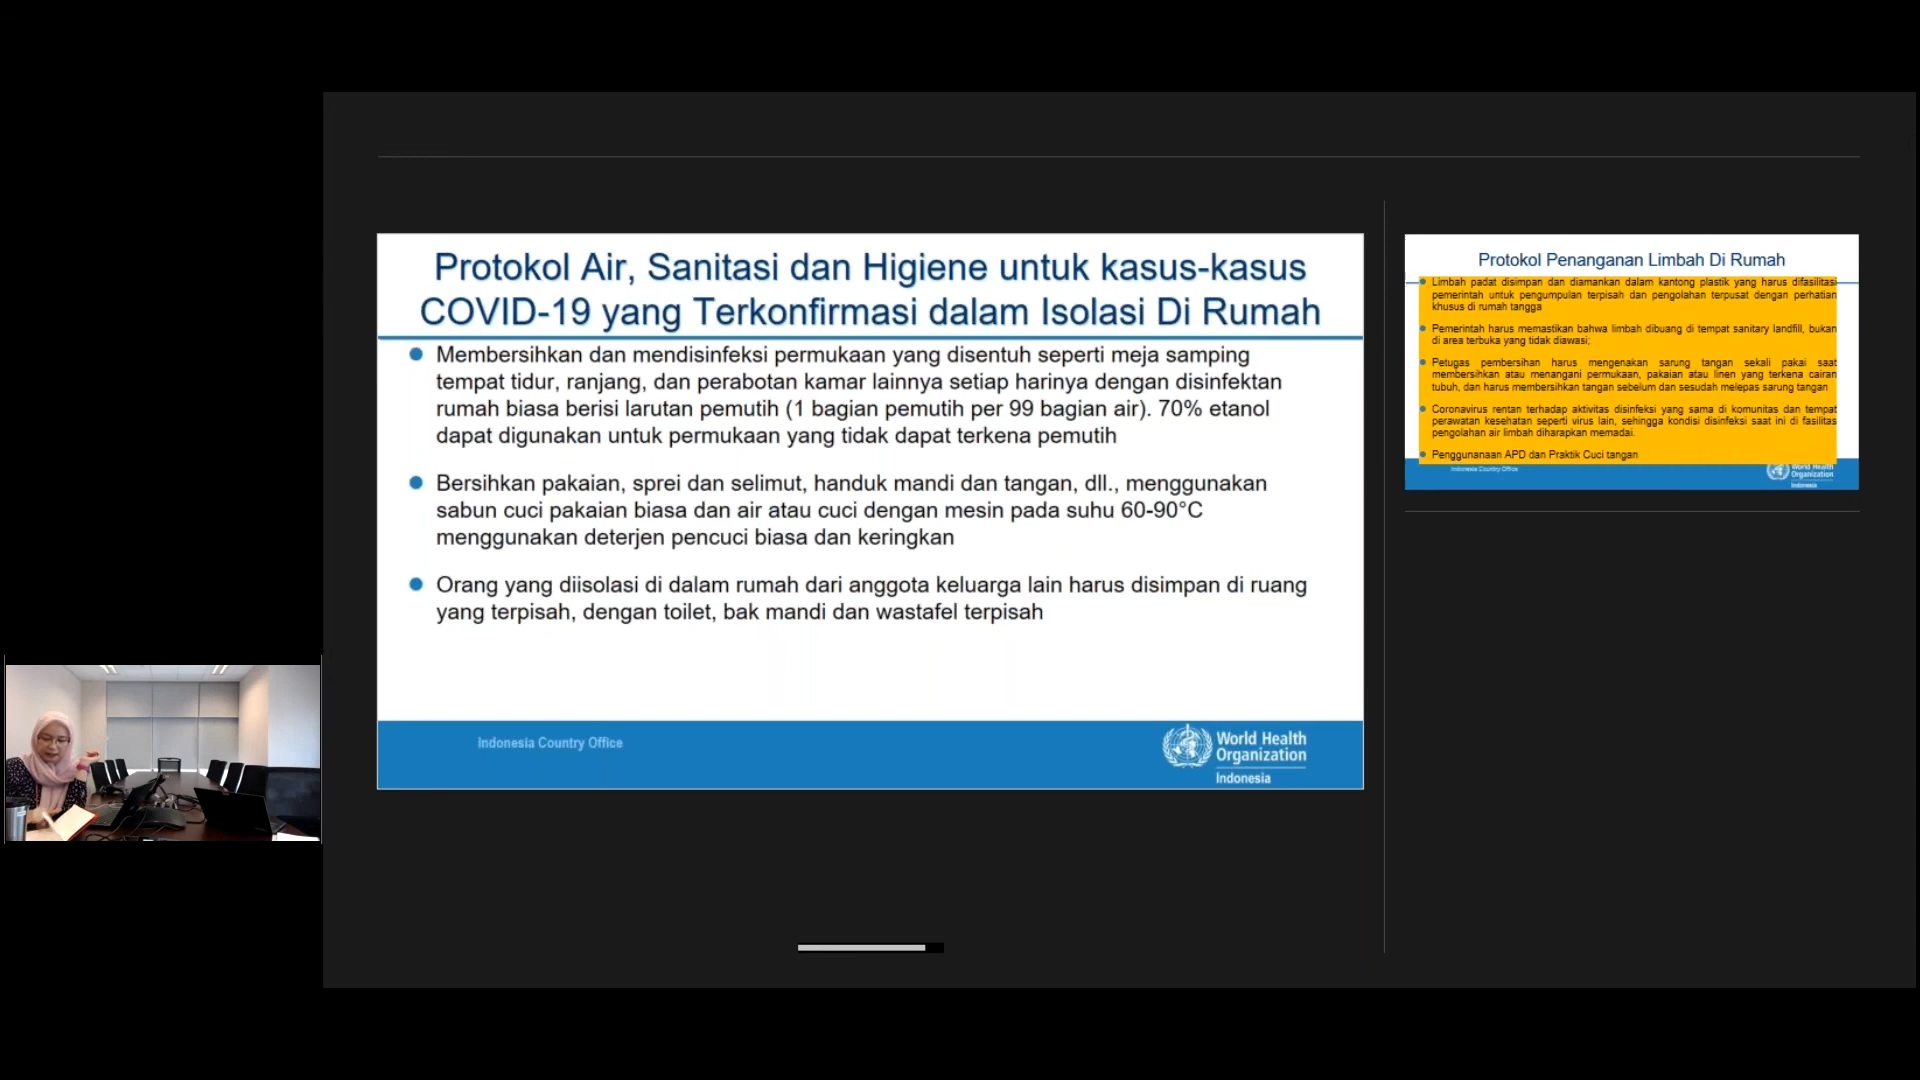 Protokol Air, Sanitasi dan Higiene untuk kasus-kasus
COVID-19 yang Terkonfirmasi dalam Isolasi Di Rumah
Membersihkan dan mendisinfeksi permukaan yang disentuh seperti meja samping
tempat tidur, ranjang, dan perabotan kamar lainnya setiap harinya dengan disinfektan
rumah biasa berisi larutan pemutih (1 bagian pemutih per 99 bagian air). 70% etanol
dapat digunakan untuk permukaan yang tidak dapat terkena pemutih
Bersihkan pakaian, sprei dan selimut, handuk mandi dan tangan, dll., menggunakan
sabun cuci pakaian biasa dan air atau cuci dengan mesin pada suhu 60-90°C
menggunakan deterjen pencuci biasa dan keringkan
Orang yang diisolasi di dalam rumah dari anggota keluarga lain harus disimpan di ruang
yang terpisah, dengan toilet, bak mandi dan wastafel terpisah
Indonesia Country Office
World Health
Organization
Indonesia
Protokol Penanganan Limbah Di Rumah
Limbah padat disimpan dan diamankan dalam kantong plastik yang harus difasilitasi
pemerintah untuk pengumpulan terpisah dan pengolahan terpusat dengan perhatian
khusus di rumah tangga
Pemerintah harus memastikan bahwa limbah dibuang di tempat sanitary landfill, bukan
di area terbuka yang tidak diawasi;
Petugas pembersihan harus mengenakan sarung tangan sekali pakai saat
membersihkan atau menangani permukaan, pakaian atau linen yang terkena cairan
tubuh, dan harus membersihkan tangan sebelum dan sesudah melepas sarung tangan
Coronavirus rentan terhadap aktivitas disinfeksi yang sama di komunitas dan tempat
perawatan kesehatan seperti virus lain, sehingga kondisi disinfeksi saat ini di fasilitas
pengolahan air limbah diharapkan memadai.
Penggunanaan APD dan Praktik Cuci tangan
Indonesia Country Office
World Health
Organization
Indonesia